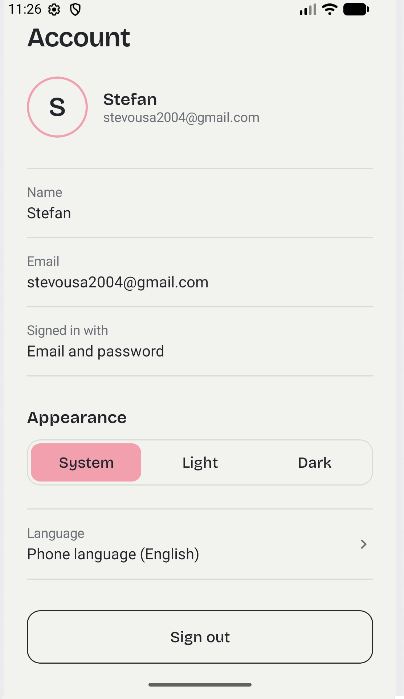 11:26
Account
S
Stefan
stevousa2004@gmail.com
Name
Stefan
Email
stevousa2004@gmail.com
Signed in with
Email and password
Appearance
System Light Dark
Language
Phone language (English)
Sign out